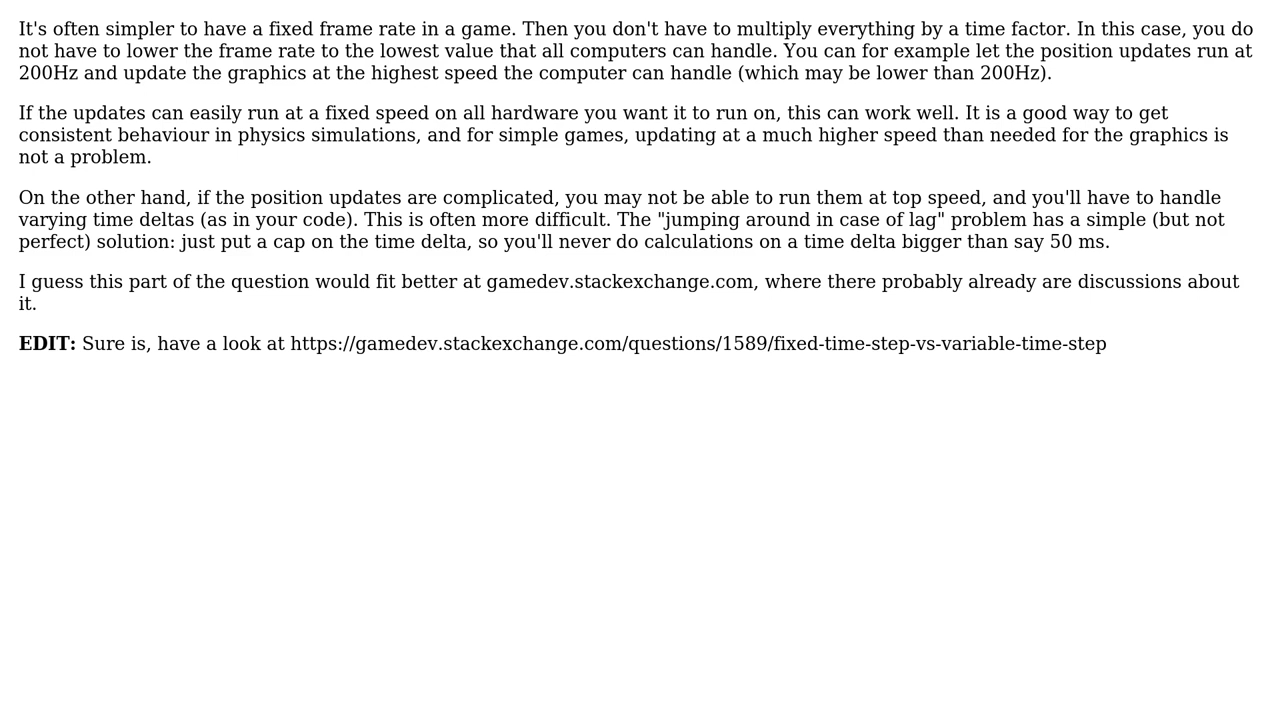 It's often simpler to have a fixed frame rate in a game. Then you don't have to multiply everything by a time factor. In this case, you do
not have to lower the frame rate to the lowest value that all computers can handle. You can for example let the position updates run at
200Hz and update the graphics at the highest speed the computer can handle (which may be lower than 200Hz).
If the updates can easily run at a fixed speed on all hardware you want it to run on, this can work well. It is a good way to get
consistent behaviour in physics simulations, and for simple games, updating at a much higher speed than needed for the graphics is
not a problem.
On the other hand, if the position updates are complicated, you may not be able to run them at top speed, and you'll have to handle
varying time deltas (as in your code). This is often more difficult. The "jumping around in case of lag" problem has a simple (but not
perfect) solution: just put a cap on the time delta, so you'll never do calculations on a time delta bigger than say 50 ms.
I guess this part of the question would fit better at gamedev.stackexchange.com, where there probably already are discussions about
it.
EDIT: Sure is, have a look at https://gamedev.stackexchange.com/questions/1589/fixed-time-step-vs-variable-time-step